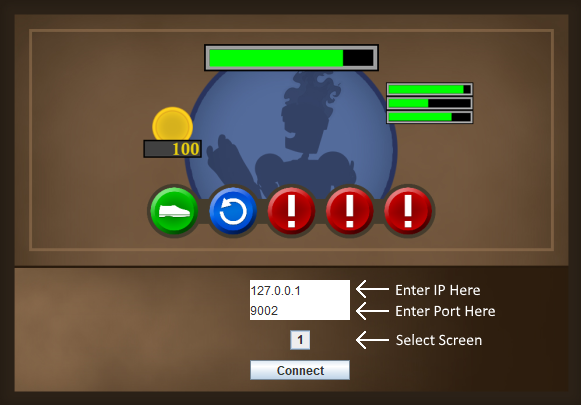 100
! ! !
127.0.0.1 Enter IP Here
9002 Enter Port Here
1 Select Screen
Connect